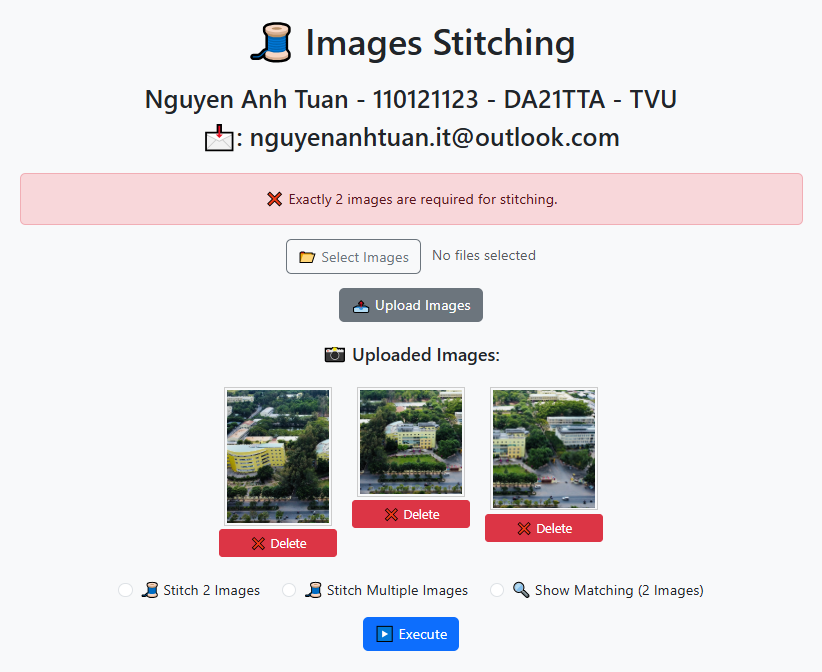 Images Stitching
Nguyen Anh Tuan - 110121123 - DA21TTA - TVU
: nguyenanhtuan.it@outlook.com
Exactly 2 images are required for stitching.
Select Images No files selected
Upload Images
Uploaded Images:
Delete Delete Delete
Stitch 2 Images Stitch Multiple Images Show Matching (2 Images)
Execute